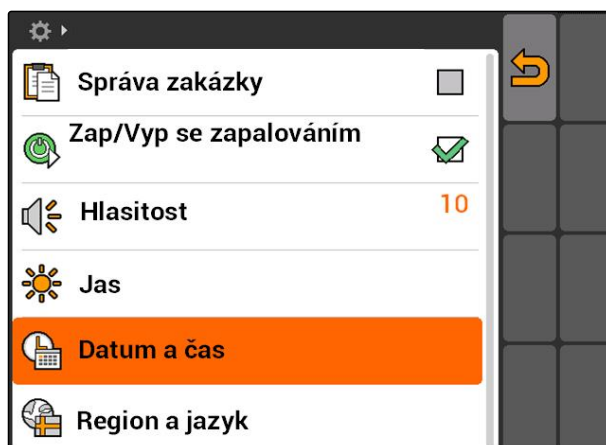 Správa zakázky
Zap/Vyp se zapalováním
Hlasitost
10
Jas
Datum a čas
Region a jazyk